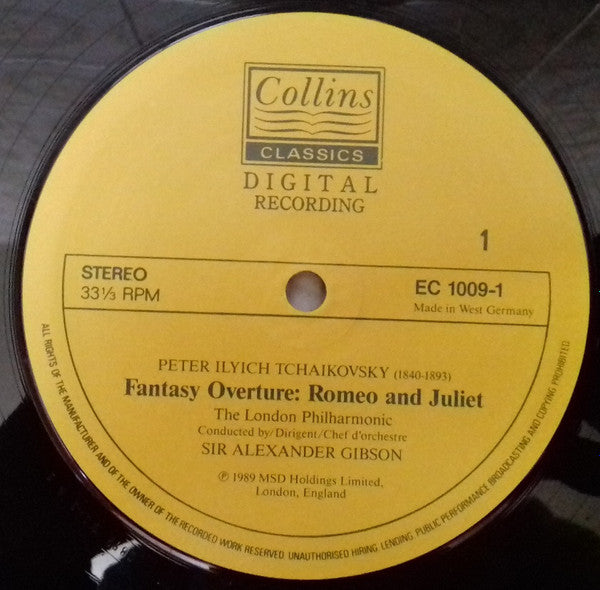 Collins
CLASSICS
DIGITAL
RECORDING
1
STEREO
33⅓ RPM
EC 1009-1
Made in West Germany
PETER ILYICH TCHAIKOVSKY (1840-1893)
Fantasy Overture: Romeo and Juliet
The London Philharmonic
Conducted by/Dirigent/Chef d'orchestre
SIR ALEXANDER GIBSON
℗ 1989 MSD Holdings Limited,
London, England
ALL RIGHTS OF THE MANUFACTURER AND OF THE OWNER OF THE RECORDED WORK RESERVED. UNAUTHORISED HIRING, LENDING, PUBLIC PERFORMANCE, BROADCASTING AND COPYING PROHIBITED